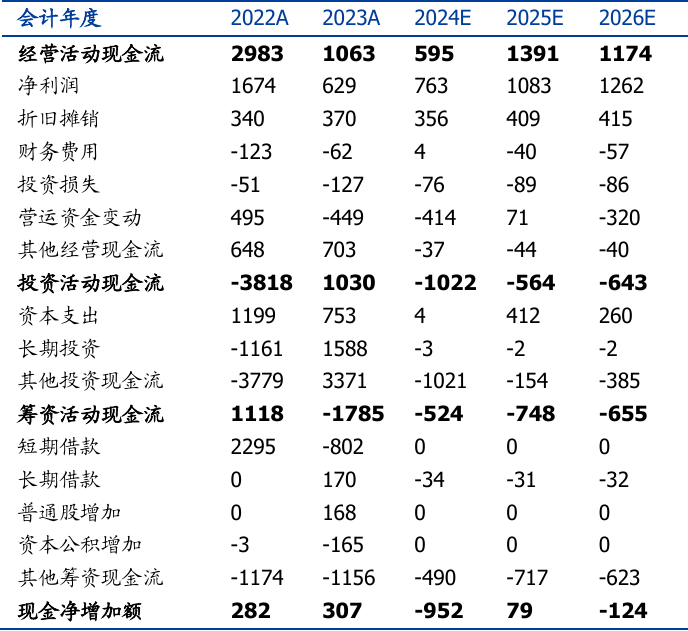 会计年度 2022A 2023A 2024E 2025E 2026E
经营活动现金流 2983 1063 595 1391 1174
净利润 1674 629 763 1083 1262
折旧摊销 340 370 356 409 415
财务费用 -123 -62 4 -40 -57
投资损失 -51 -127 -76 -89 -86
营运资金变动 495 -449 -414 71 -320
其他经营现金流 648 703 -37 -44 -40
投资活动现金流 -3818 1030 -1022 -564 -643
资本支出 1199 753 4 412 260
长期投资 -1161 1588 -3 -2 -2
其他投资现金流 -3779 3371 -1021 -154 -385
筹资活动现金流 1118 -1785 -524 -748 -655
短期借款 2295 -802 0 0 0
长期借款 0 170 -34 -31 -32
普通股增加 0 168 0 0 0
资本公积增加 -3 -165 0 0 0
其他筹资现金流 -1174 -1156 -490 -717 -623
现金净增加额 282 307 -952 79 -124